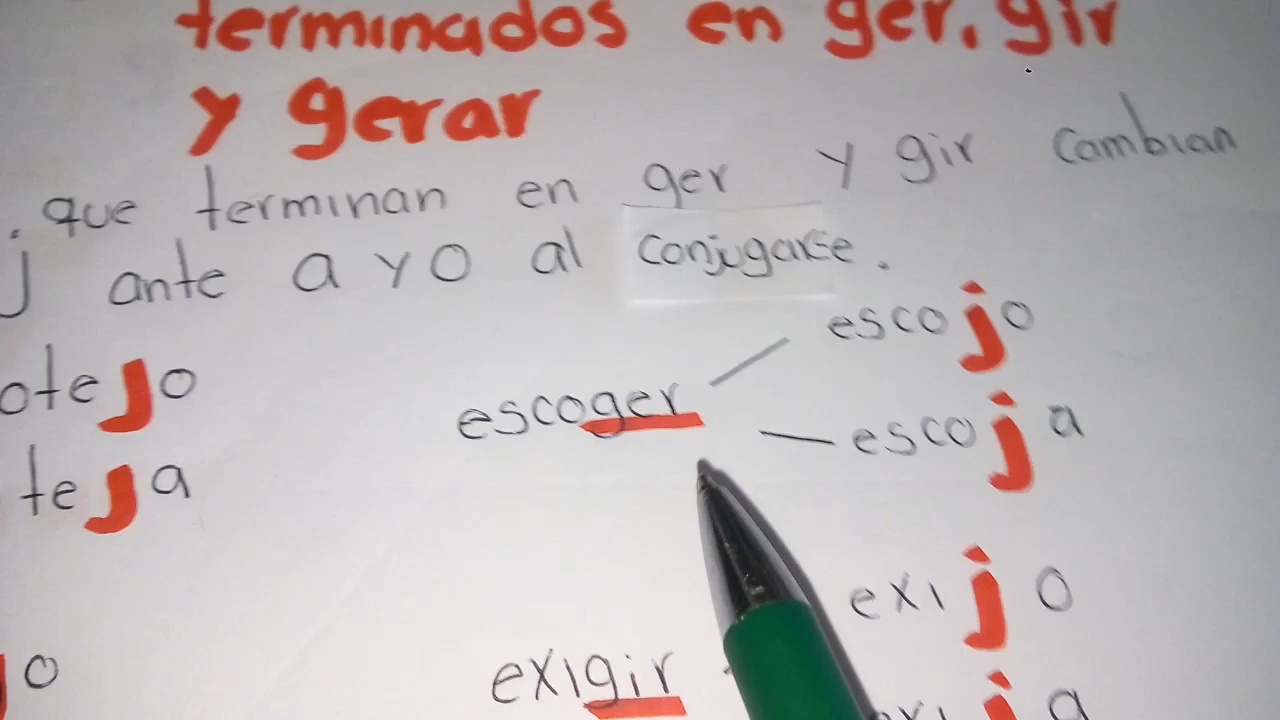 terminados en ger, gir
y gerar
. que terminan en ger y gir cambian
j ante a y o al conjugarse.
escojo
otejo
escoger
escoja
teja
exijo
o
exigir
exija